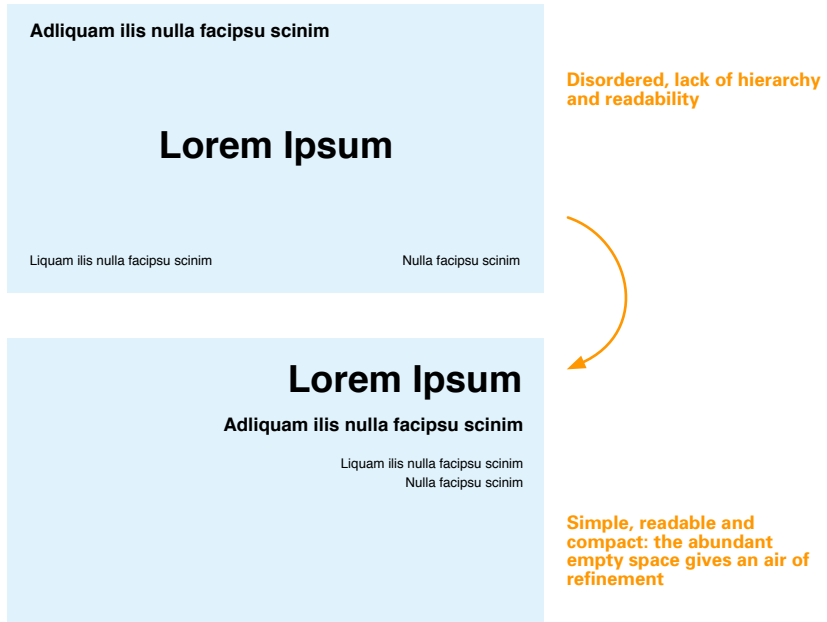 Adliquam ilis nulla facipsu scinim
Lorem Ipsum
Liquam ilis nulla facipsu scinim
Nulla facipsu scinim
Disordered, lack of hierarchy
and readability
Lorem Ipsum
Adliquam ilis nulla facipsu scinim
Liquam ilis nulla facipsu scinim
Nulla facipsu scinim
Simple, readable and
compact: the abundant
empty space gives an air of
refinement